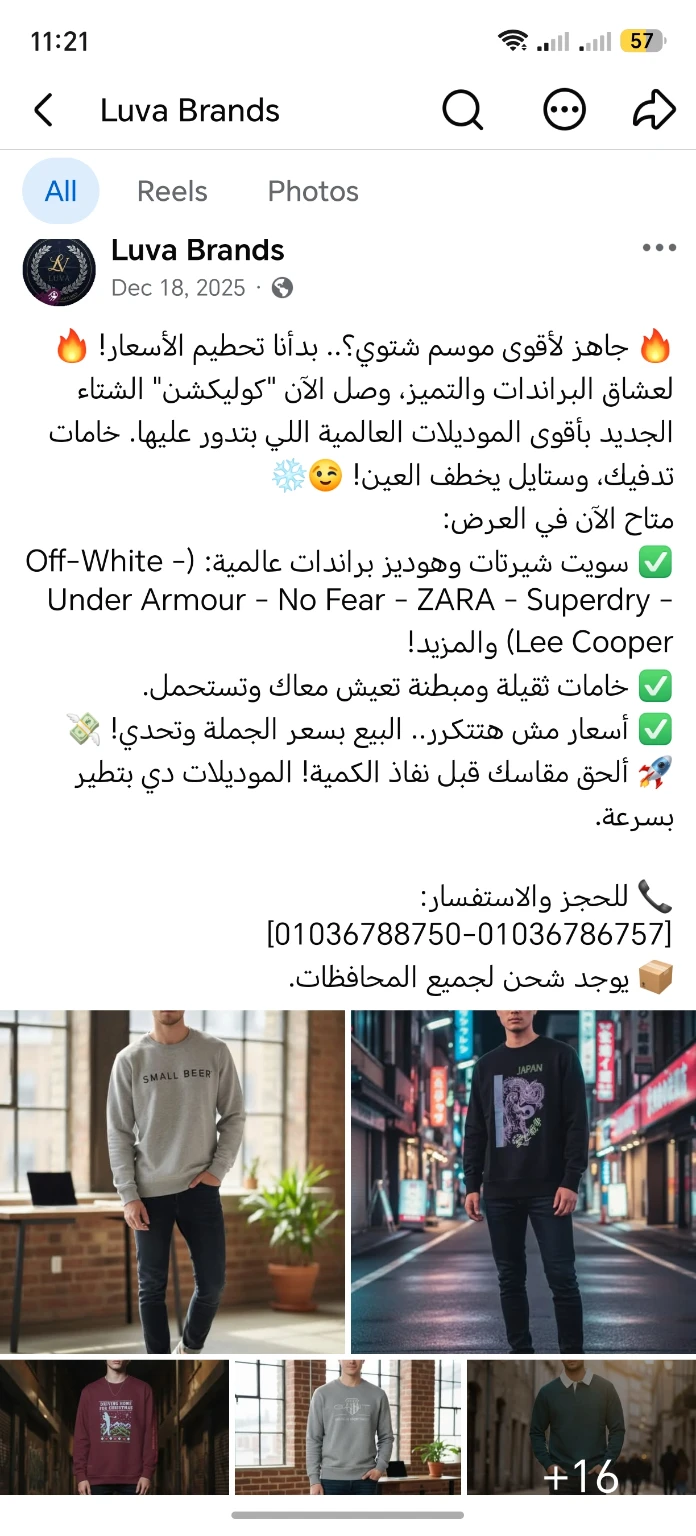 11:21
57
Luva Brands
All
Reels
Photos
Luva Brands
Dec 18, 2025 ·
🔥 جاهز لأقوى موسم شتوي؟.. بدأنا تحطيم الأسعار! 🔥
لعشاق البراندات والتميز، وصل الآن "كوليكشن" الشتاء
الجديد بأقوى الموديلات العالمية اللي بتدور عليها. خامات
تدفيك، وستايل يخطف العين! 😉❄️
متاح الآن في العرض:
✅ سويت شيرتات وهوديز براندات عالمية: (Off-White -
Under Armour - No Fear - ZARA - Superdry -
Lee Cooper) والمزيد!
✅ خامات ثقيلة ومبطنة تعيش معاك وتستحمل.
✅ أسعار مش هتتكرر.. البيع بسعر الجملة وتحدي! 💸
🚀 ألحق مقاسك قبل نفاذ الكمية! الموديلات دي بتطير
بسرعة.
📞 للحجز والاستفسار:
[01036788750-01036786757]
📦 يوجد شحن لجميع المحافظات.
SMALL BEER
JAPAN
DRIVING HOME
FOR CHRISTMAS
+16